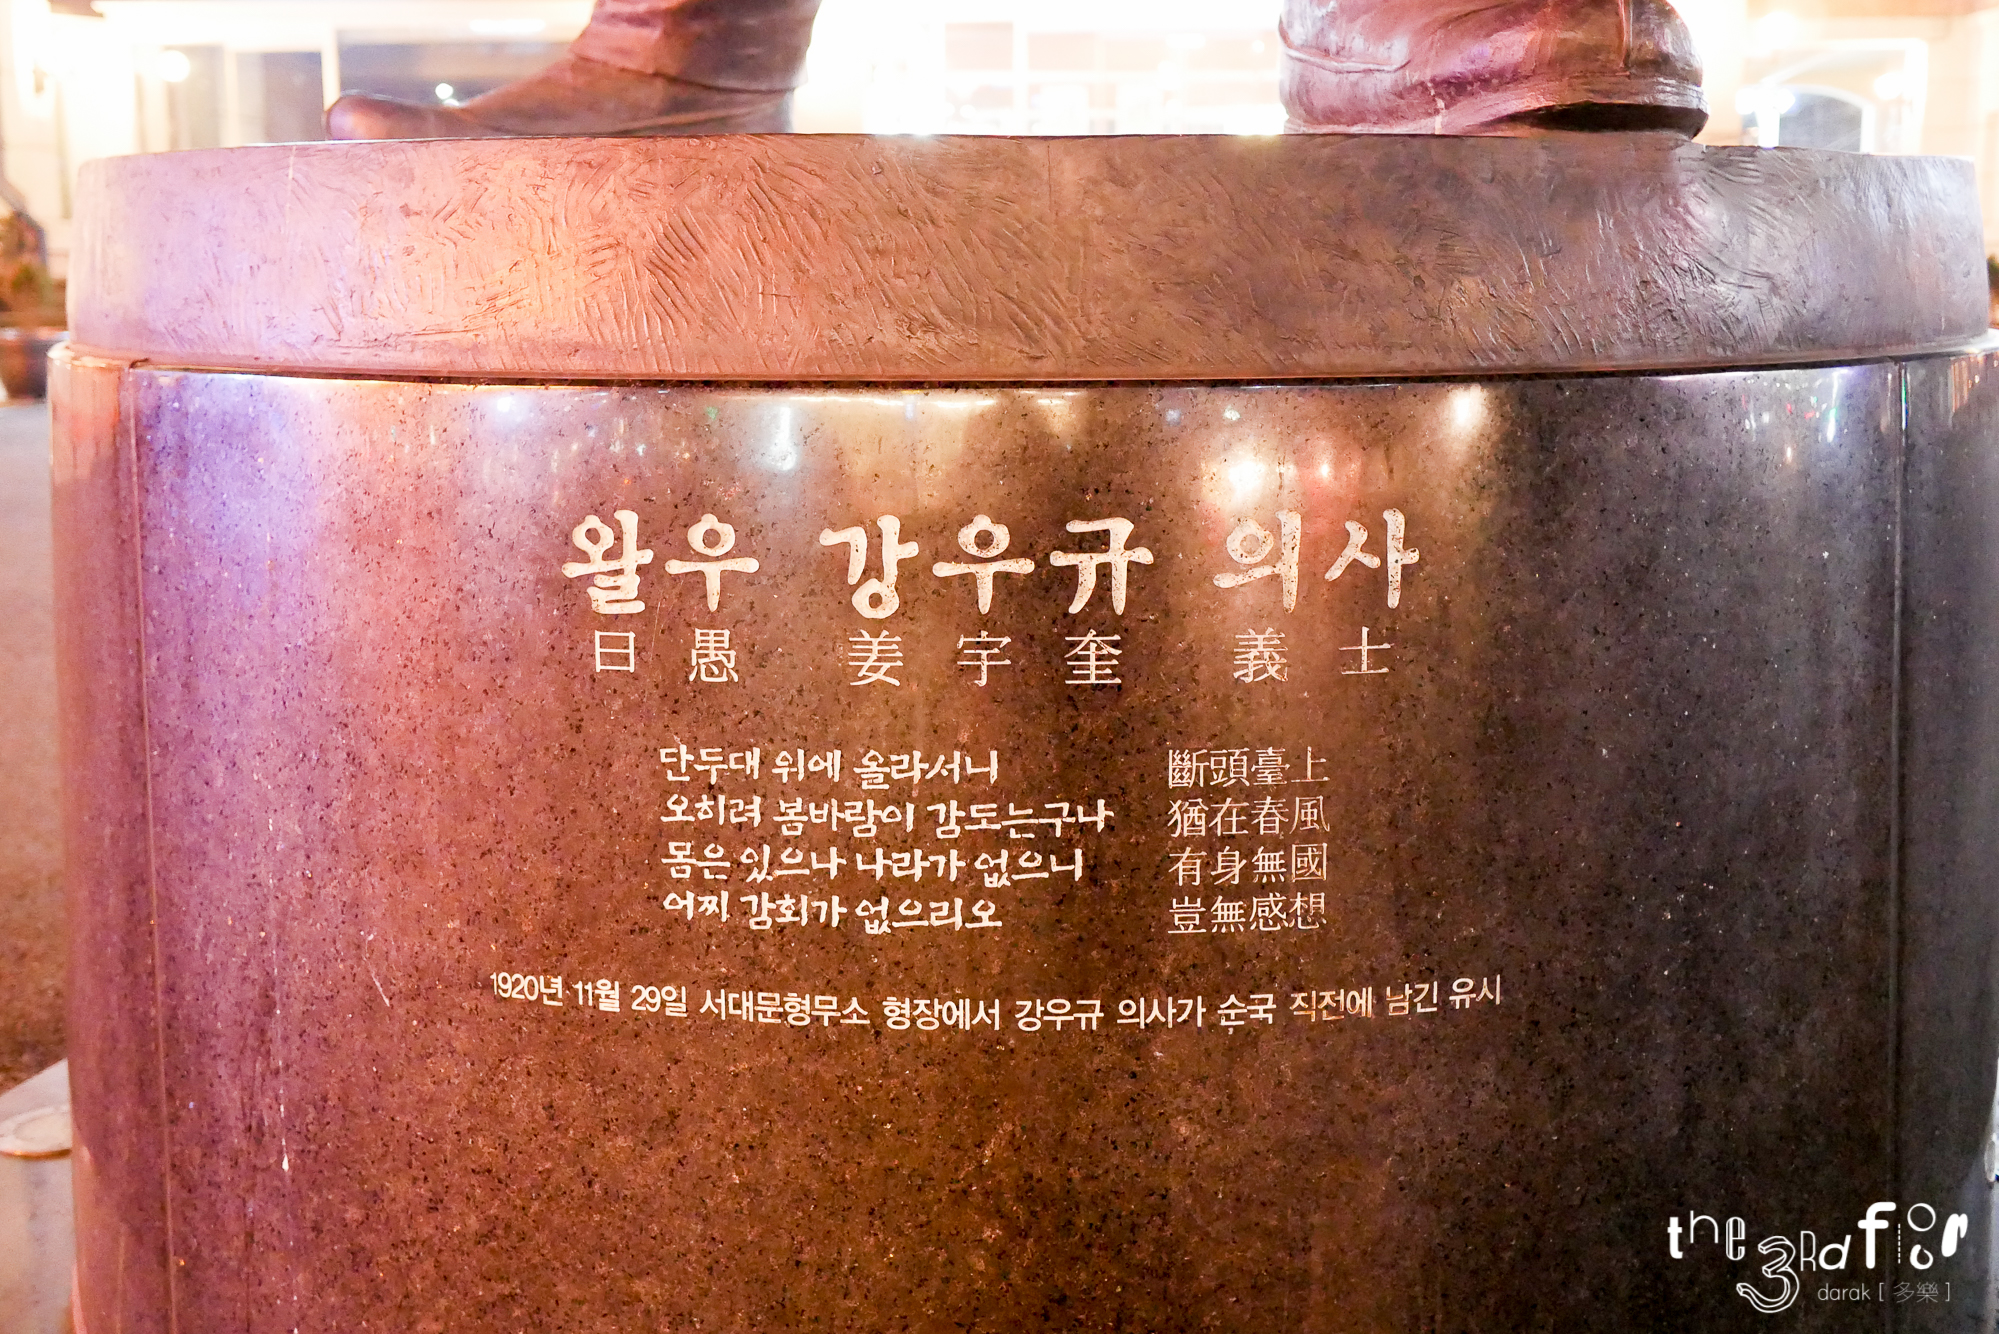 왈우 강우규 의사
曰愚 姜宇奎 義士
단두대 위에 올라서니 斷頭臺上
오히려 봄바람이 감도는구나 猶在春風
몸은 있으나 나라가 없으니 有身無國
어찌 감회가 없으리오 豈無感想
1920년 11월 29일 서대문형무소 형장에서 강우규 의사가 순국 직전에 남긴 유시
the 3Rd floor
darak [ 多樂 ]